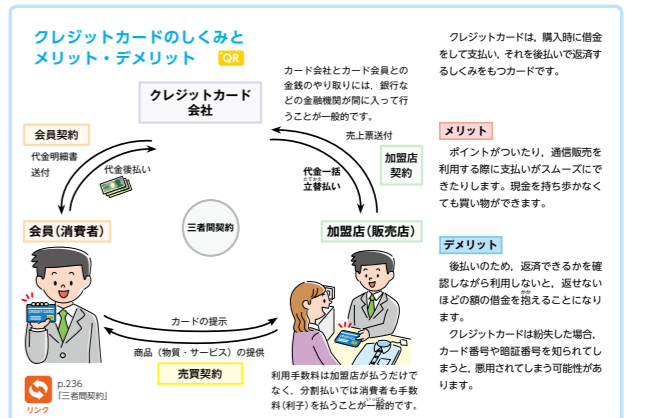 クレジットカードのしくみと
メリット・デメリット QR
クレジットカードは，購入時に借金
をして支払い，それを後払いで返済す
るしくみをもつカードです。
カード会社とカード会員との
金銭のやり取りには，銀行な
どの金融機関が間に入って行
うことが一般的です。
クレジットカード
会社
会員契約
代金明細書
送付
代金後払い
売上票送付
加盟店
契約
代金一括
立替払い
たてかえ
三者間契約
会員（消費者）
加盟店（販売店）
CREDIT CARD
カードの提示
商品（物質・サービス）の提供
売買契約
リンク
p.236
「三者間契約」
利用手数料は加盟店が払うだけで
なく，分割払いでは消費者も手数
料（利子）を払うことが一般的です。
いっぱん
メリット
ポイントがついたり，通信販売を
利用する際に支払いがスムーズにで
きたりします。現金を持ち歩かなく
ても買い物ができます。
デメリット
後払いのため，返済できるかを確
認しながら利用しないと，返せない
ほどの額の借金を抱えることになり
かか
ます。
クレジットカードは紛失した場合，
カード番号や暗証番号を知られてし
まうと，悪用されてしまう可能性があ
ります。